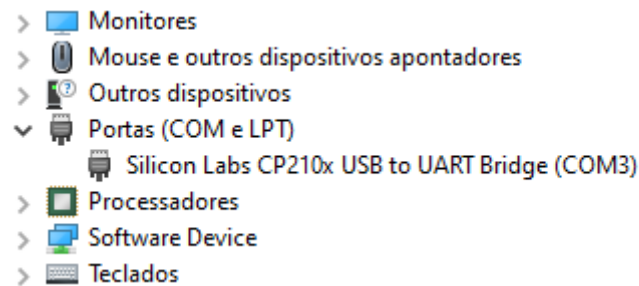 Monitores
Mouse e outros dispositivos apontadores
Outros dispositivos
Portas (COM e LPT)
Silicon Labs CP210x USB to UART Bridge (COM3)
Processadores
Software Device
Teclados